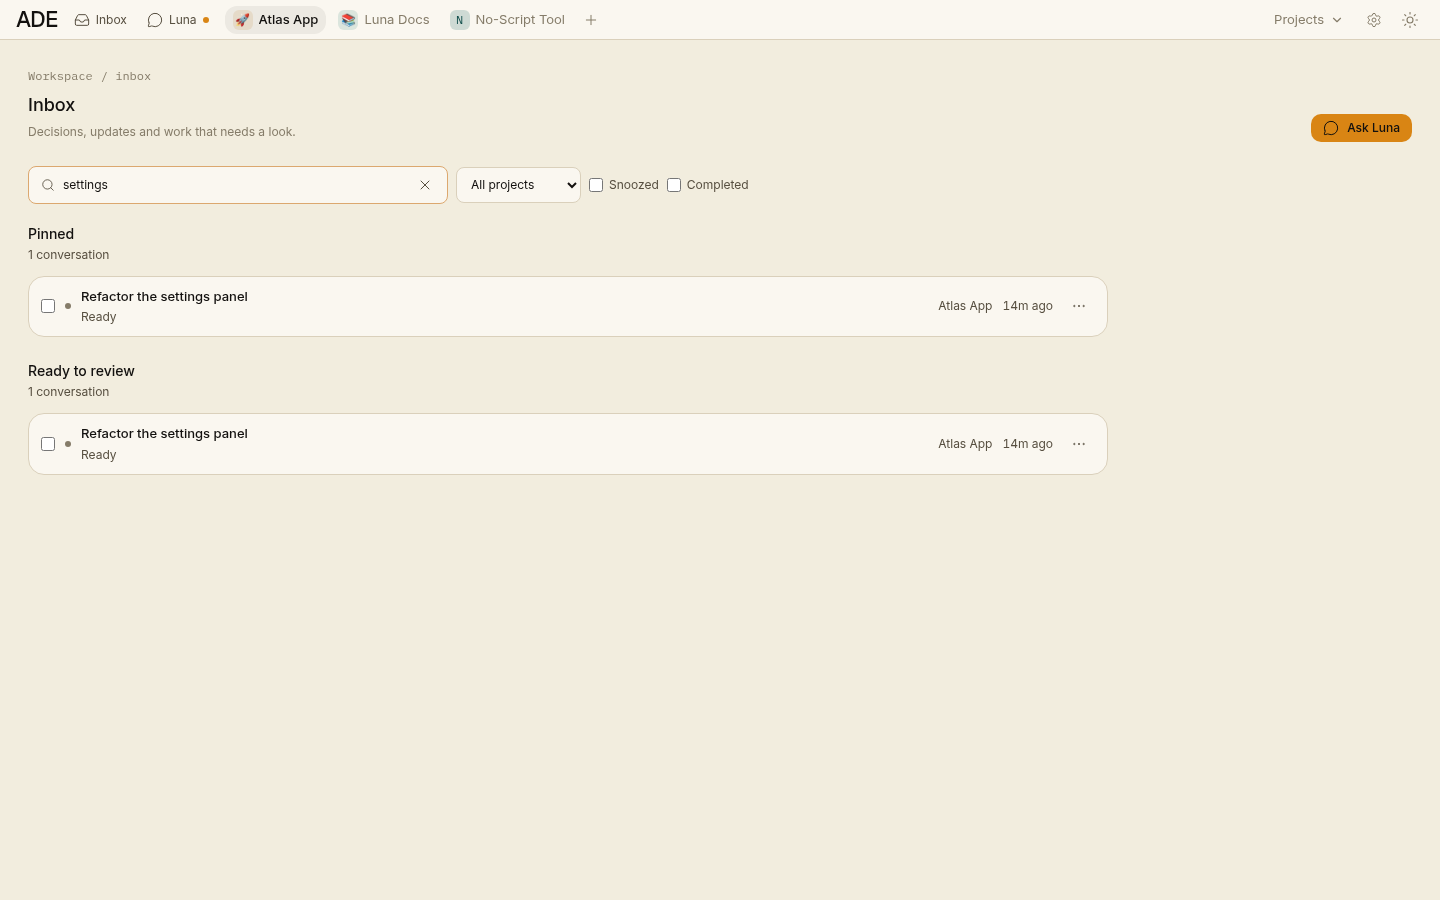 ADE Inbox Luna Atlas App Luna Docs N No-Script Tool Projects
Workspace / inbox
Inbox
Decisions, updates and work that needs a look.
Ask Luna
settings All projects Snoozed Completed
Pinned
1 conversation
Refactor the settings panel
Ready
Atlas App 14m ago
Ready to review
1 conversation
Refactor the settings panel
Ready
Atlas App 14m ago